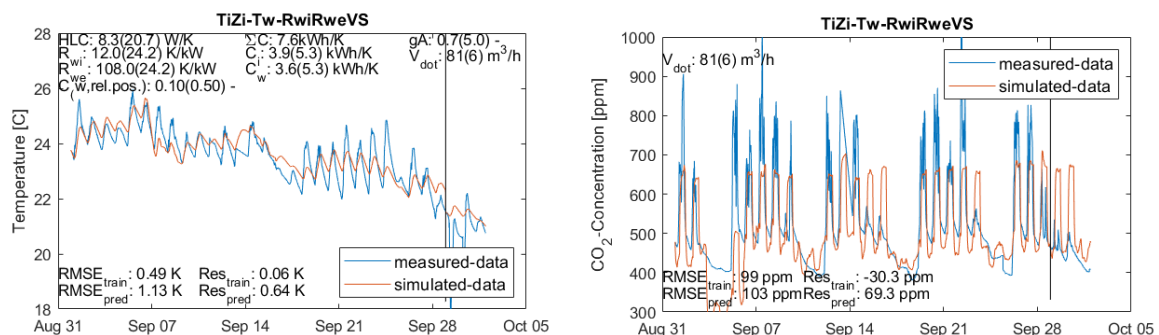 TiZi-Tw-RwiRweVS
28
26
24
22
20
18
Temperature [C]
HLC: 8.3(20.7) W/K
ΣC: 7.6kWh/K
gA: 0.7(5.0) -
R_wi: 12.0(24.2) K/kW
C_i: 3.9(5.3) kWh/K
V_dot: 81(6) m³/h
R_we: 108.0(24.2) K/kW
C_w: 3.6(5.3) kWh/K
C_(w,rel.pos.): 0.10(0.50) -
measured-data
simulated-data
RMSE_train: 0.49 K Res_train: 0.06 K
RMSE_pred: 1.13 K Res_pred: 0.64 K
Aug 31 Sep 07 Sep 14 Sep 21 Sep 28 Oct 05
TiZi-Tw-RwiRweVS
1000
900
800
700
600
500
400
300
CO₂-Concentration [ppm]
V_dot: 81(6) m³/h
measured-data
simulated-data
RMSE_train: 99 ppm Res_train: -30.3 ppm
RMSE_pred: 103 ppm Res_pred: 69.3 ppm
Aug 31 Sep 07 Sep 14 Sep 21 Sep 28 Oct 05